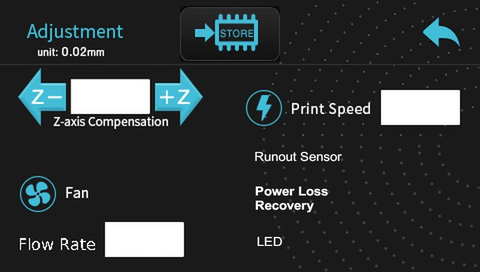 Adjustment
unit: 0.02mm
STORE
Z−
+Z
Z-axis Compensation
Print Speed
Runout Sensor
Power Loss
Recovery
Fan
Flow Rate
LED